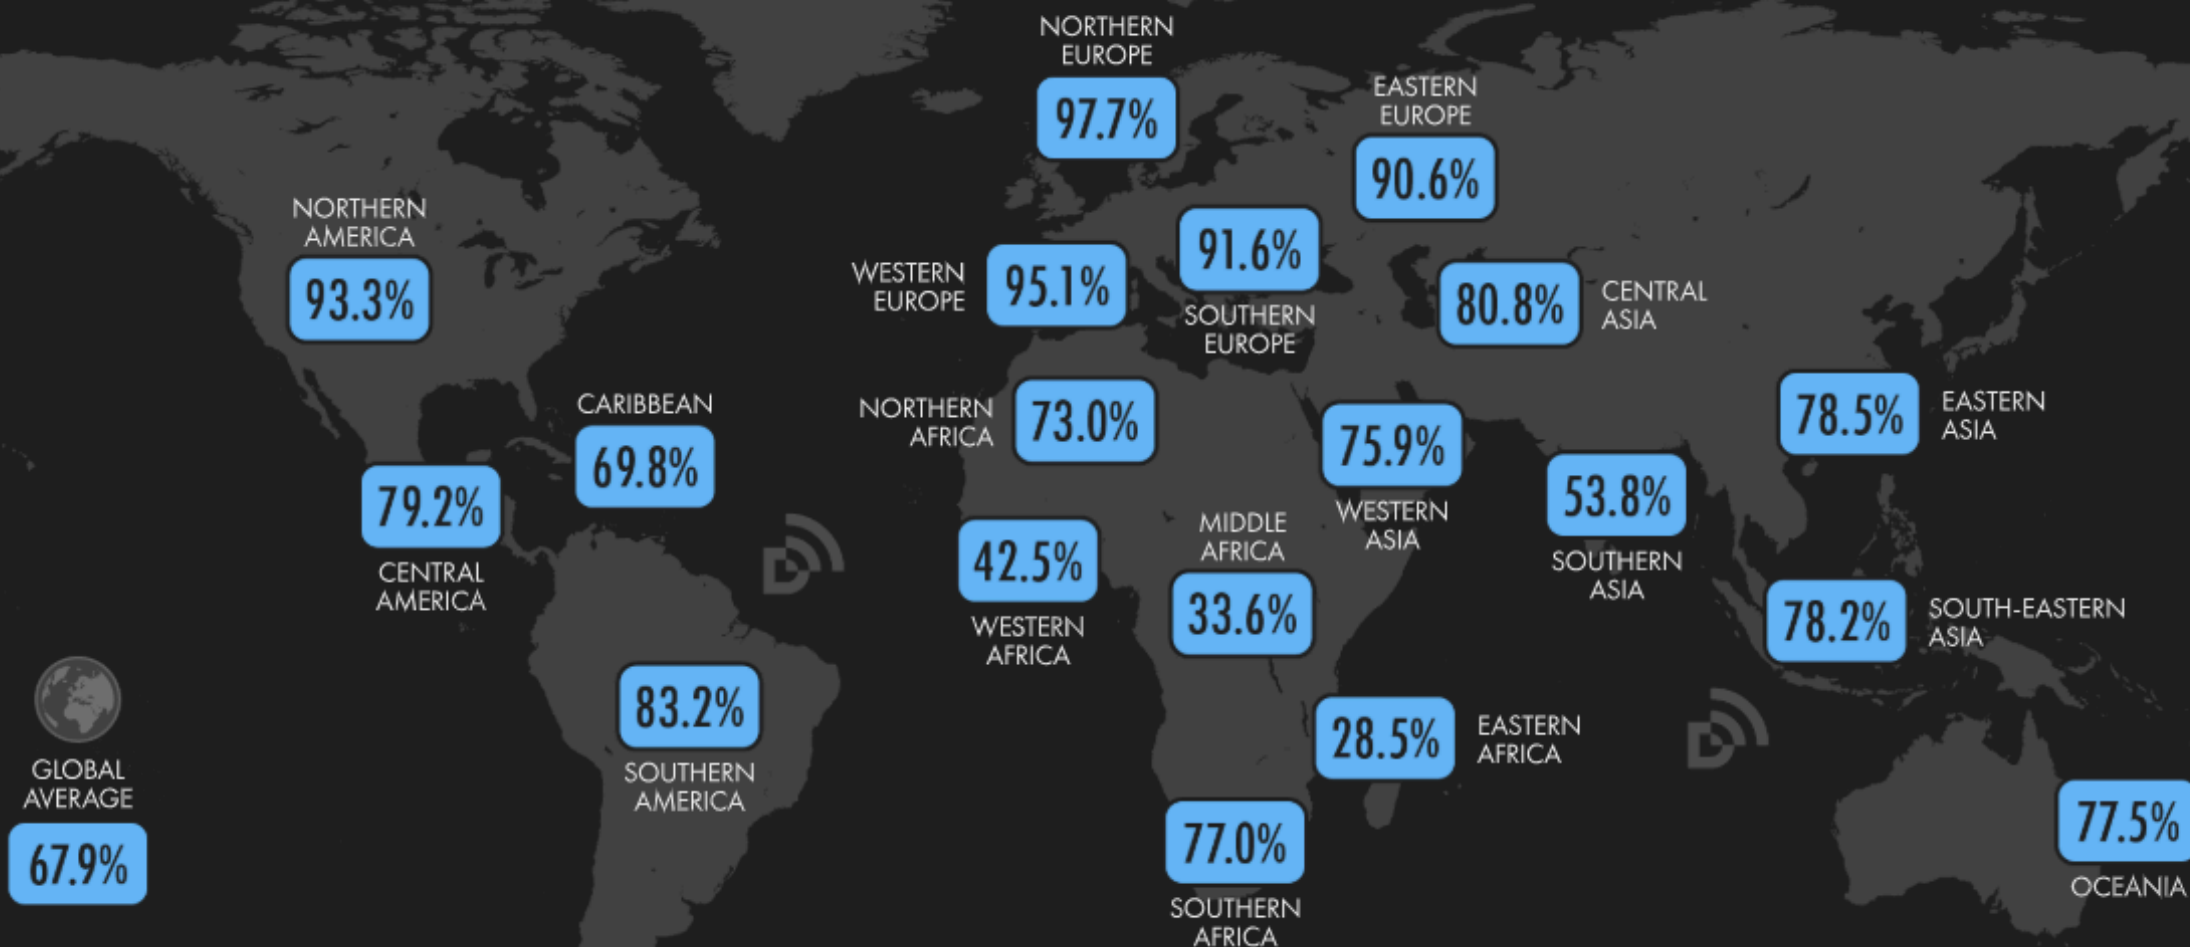 NORTHERN
EUROPE
97.7%
EASTERN
EUROPE
90.6%
NORTHERN
AMERICA
93.3%
WESTERN
EUROPE
95.1%
91.6%
SOUTHERN
EUROPE
80.8%
CENTRAL
ASIA
CARIBBEAN
69.8%
NORTHERN
AFRICA
73.0%
75.9%
WESTERN
ASIA
78.5%
EASTERN
ASIA
79.2%
CENTRAL
AMERICA
53.8%
SOUTHERN
ASIA
42.5%
WESTERN
AFRICA
MIDDLE
AFRICA
33.6%
78.2%
SOUTH-EASTERN
ASIA
83.2%
SOUTHERN
AMERICA
28.5%
EASTERN
AFRICA
GLOBAL
AVERAGE
67.9%
77.0%
SOUTHERN
AFRICA
77.5%
OCEANIA